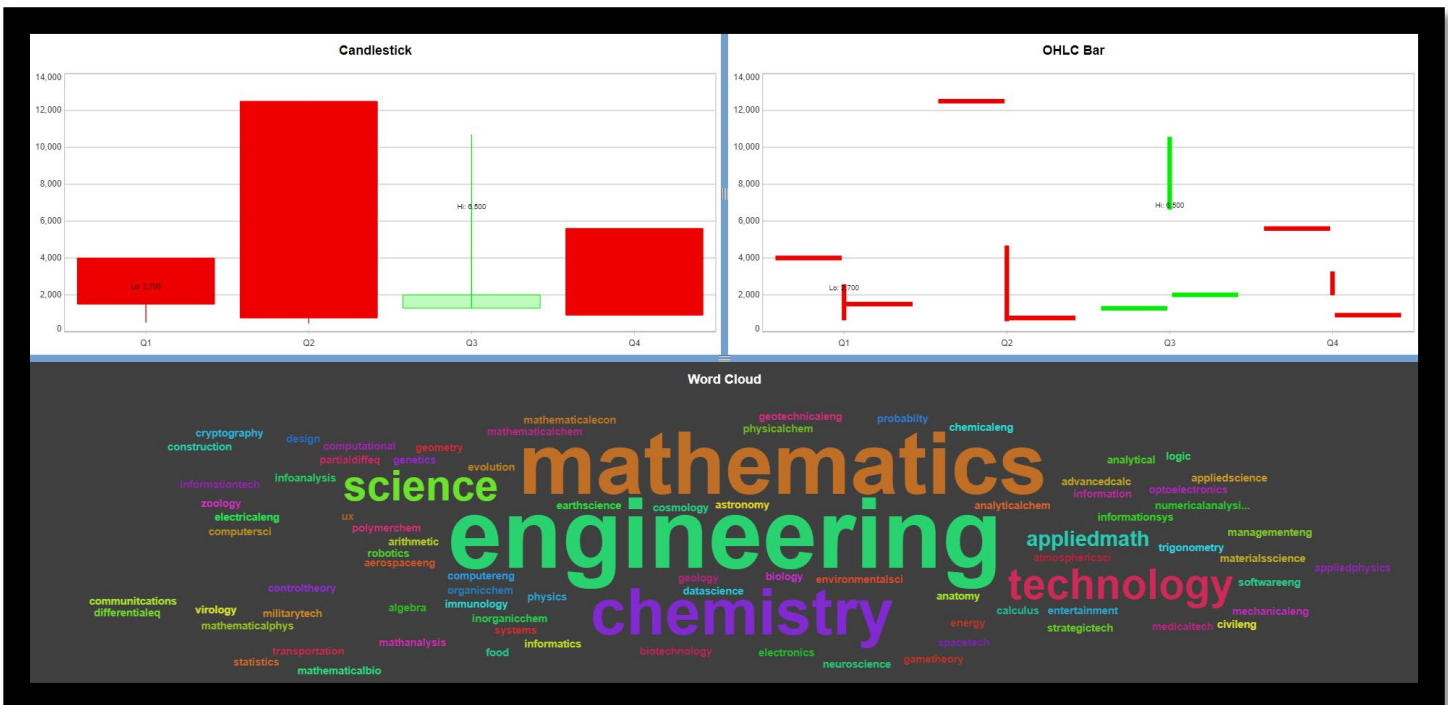 Candlestick
14,000
12,000
10,000
8,000
6,000
4,000
2,000
0
Hi: 6,500
Lo: 2,700
Q1 Q2 Q3 Q4
OHLC Bar
14,000
12,000
10,000
8,000
6,000
4,000
2,000
0
Hi: 6,500
Lo: 2,700
Q1 Q2 Q3 Q4
Word Cloud
mathematicalecon geotechnicaleng probabilty
cryptography design mathematicalchem physicalchem chemicaleng
construction computational geometry
partialdiffeq genetics evolution mathematics analytical logic
informationtech infoanalysis science advancedcalc appliedscience
information optoelectronics
zoology earthscience cosmology astronomy analyticalchem numericalanalysi...
electricaleng ux informationsys
computersci polymerchem engineering appliedmath managementeng
arithmetic trigonometry
robotics atmosphericsci materialsscience
aerospaceeng appliedphysics
computereng geology biology environmentalsci technology softwareeng
controltheory organicchem physics datascience anatomy
communitcations virology algebra immunology chemistry calculus entertainment mechanicaleng
differentialeq militarytech inorganicchem energy medicaltech civileng
mathematicalphys systems strategictech
mathanalysis informatics spacetech
transportation food biotechnology electronics gametheory
statistics neuroscience
mathematicalbio